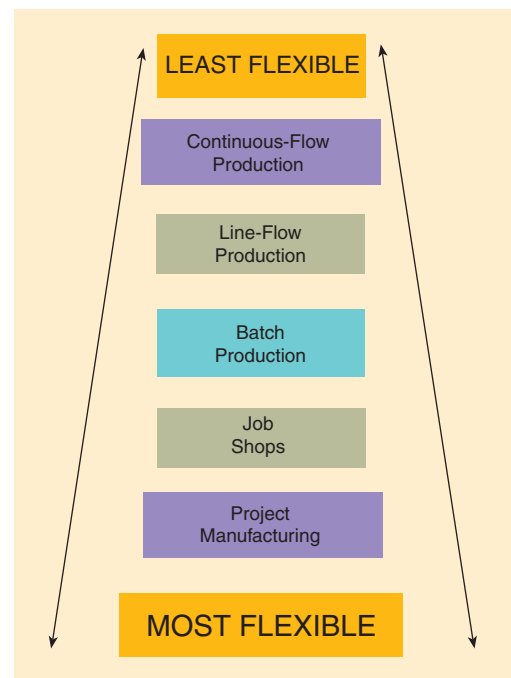 LEAST FLEXIBLE
Continuous-Flow
Production
Line-Flow
Production
Batch
Production
Job
Shops
Project
Manufacturing
MOST FLEXIBLE